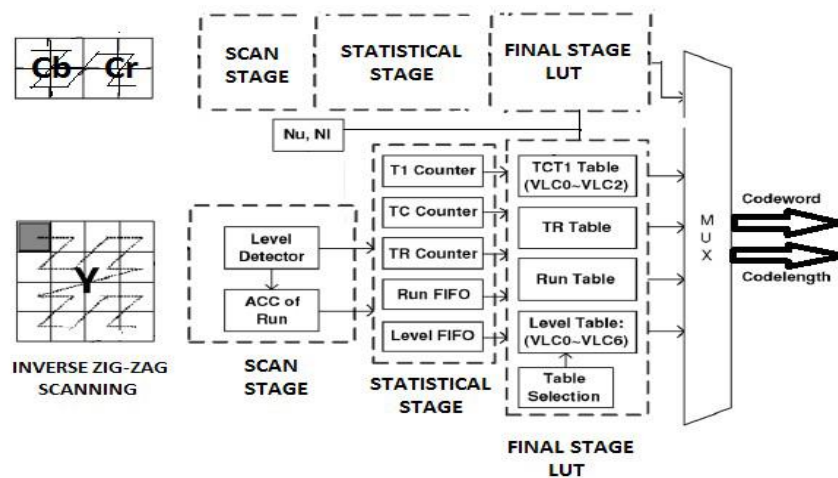 Cb Cr
SCAN
STAGE
STATISTICAL
STAGE
FINAL STAGE
LUT
Nu, NI
T1 Counter
TC Counter
TR Counter
Run FIFO
Level FIFO
TCT1 Table
(VLC0~VLC2)
TR Table
Run Table
Level Table:
(VLC0~VLC6)
Table
Selection
Level
Detector
ACC of
Run
Y
INVERSE ZIG-ZAG
SCANNING
SCAN
STAGE
STATISTICAL
STAGE
FINAL STAGE
LUT
M
U
X
Codeword
Codelength